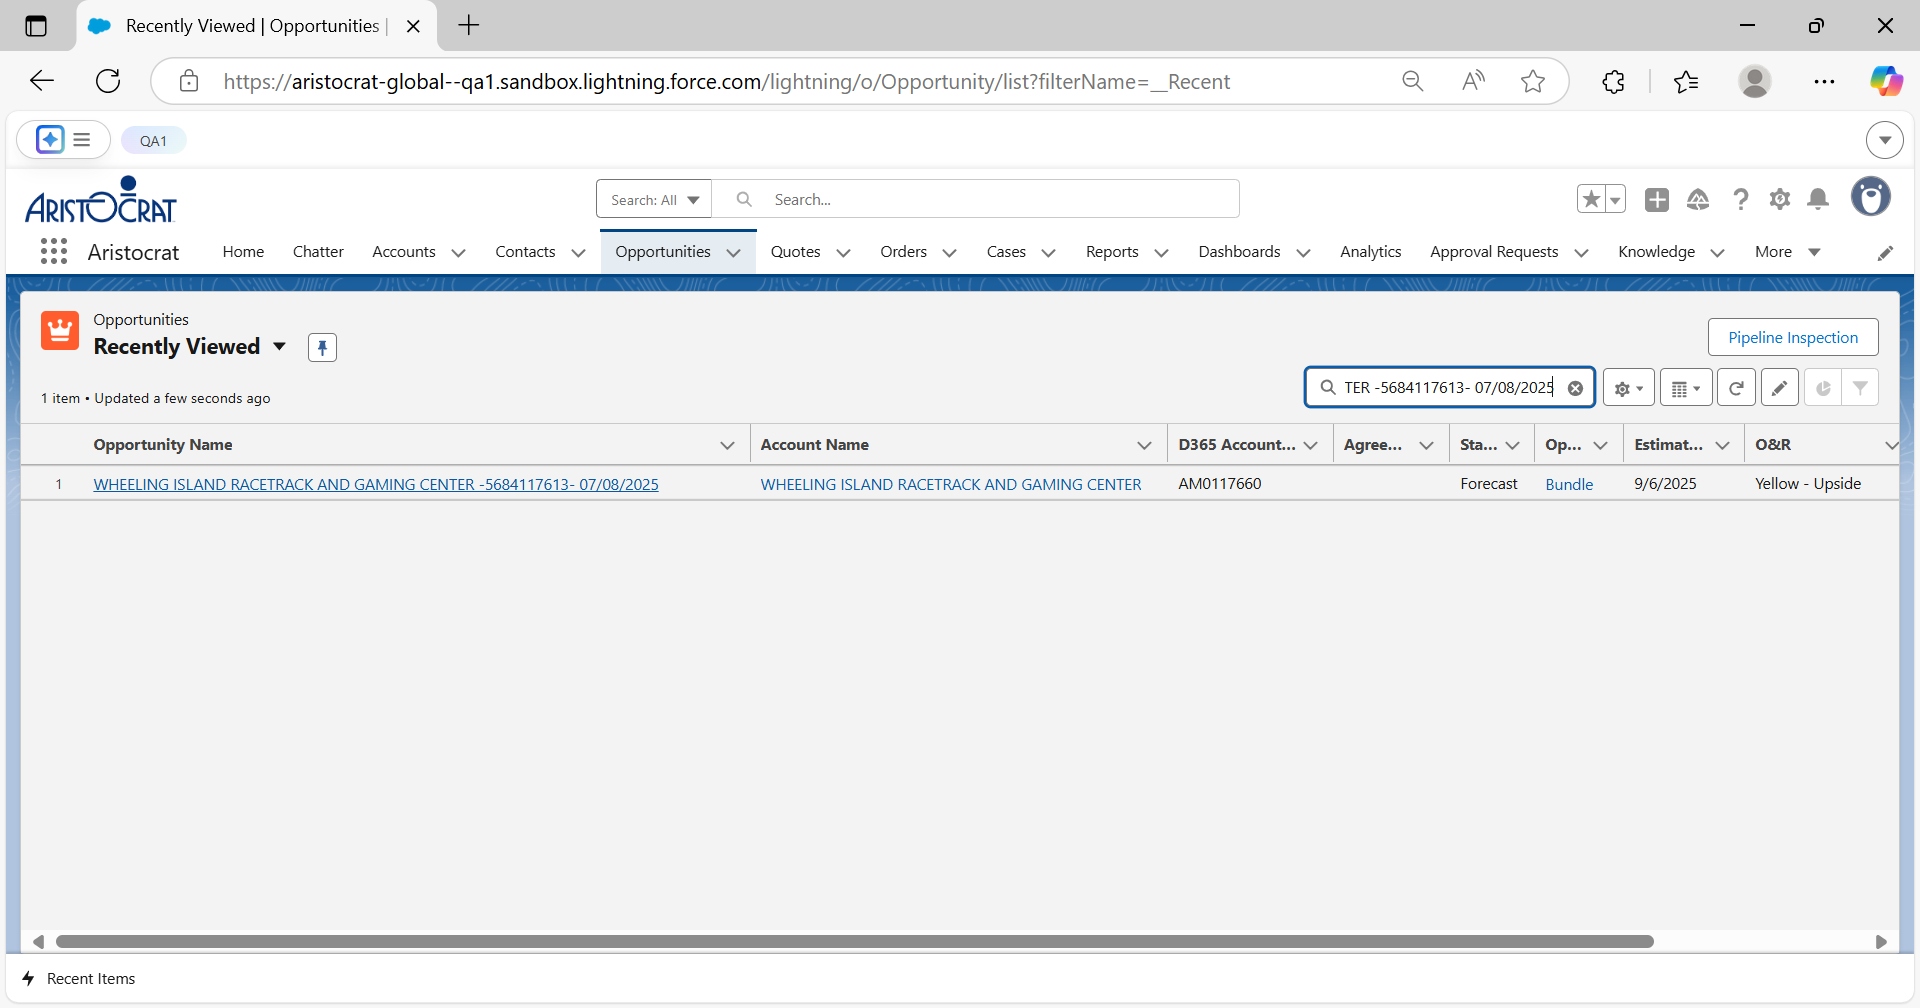 Recently Viewed | Opportunities |
https://aristocrat-global--qa1.sandbox.lightning.force.com/lightning/o/Opportunity/list?filterName=__Recent
QA1
ARISTOCRAT
Search: All
Search...
Aristocrat
Home
Chatter
Accounts
Contacts
Opportunities
Quotes
Orders
Cases
Reports
Dashboards
Analytics
Approval Requests
Knowledge
More
Opportunities
Recently Viewed
Pipeline Inspection
1 item • Updated a few seconds ago
TER -5684117613- 07/08/2025
Opportunity Name
Account Name
D365 Account...
Agree...
Sta...
Op...
Estimat...
O&R
1
WHEELING ISLAND RACETRACK AND GAMING CENTER -5684117613- 07/08/2025
WHEELING ISLAND RACETRACK AND GAMING CENTER
AM0117660
Forecast
Bundle
9/6/2025
Yellow - Upside
Recent Items